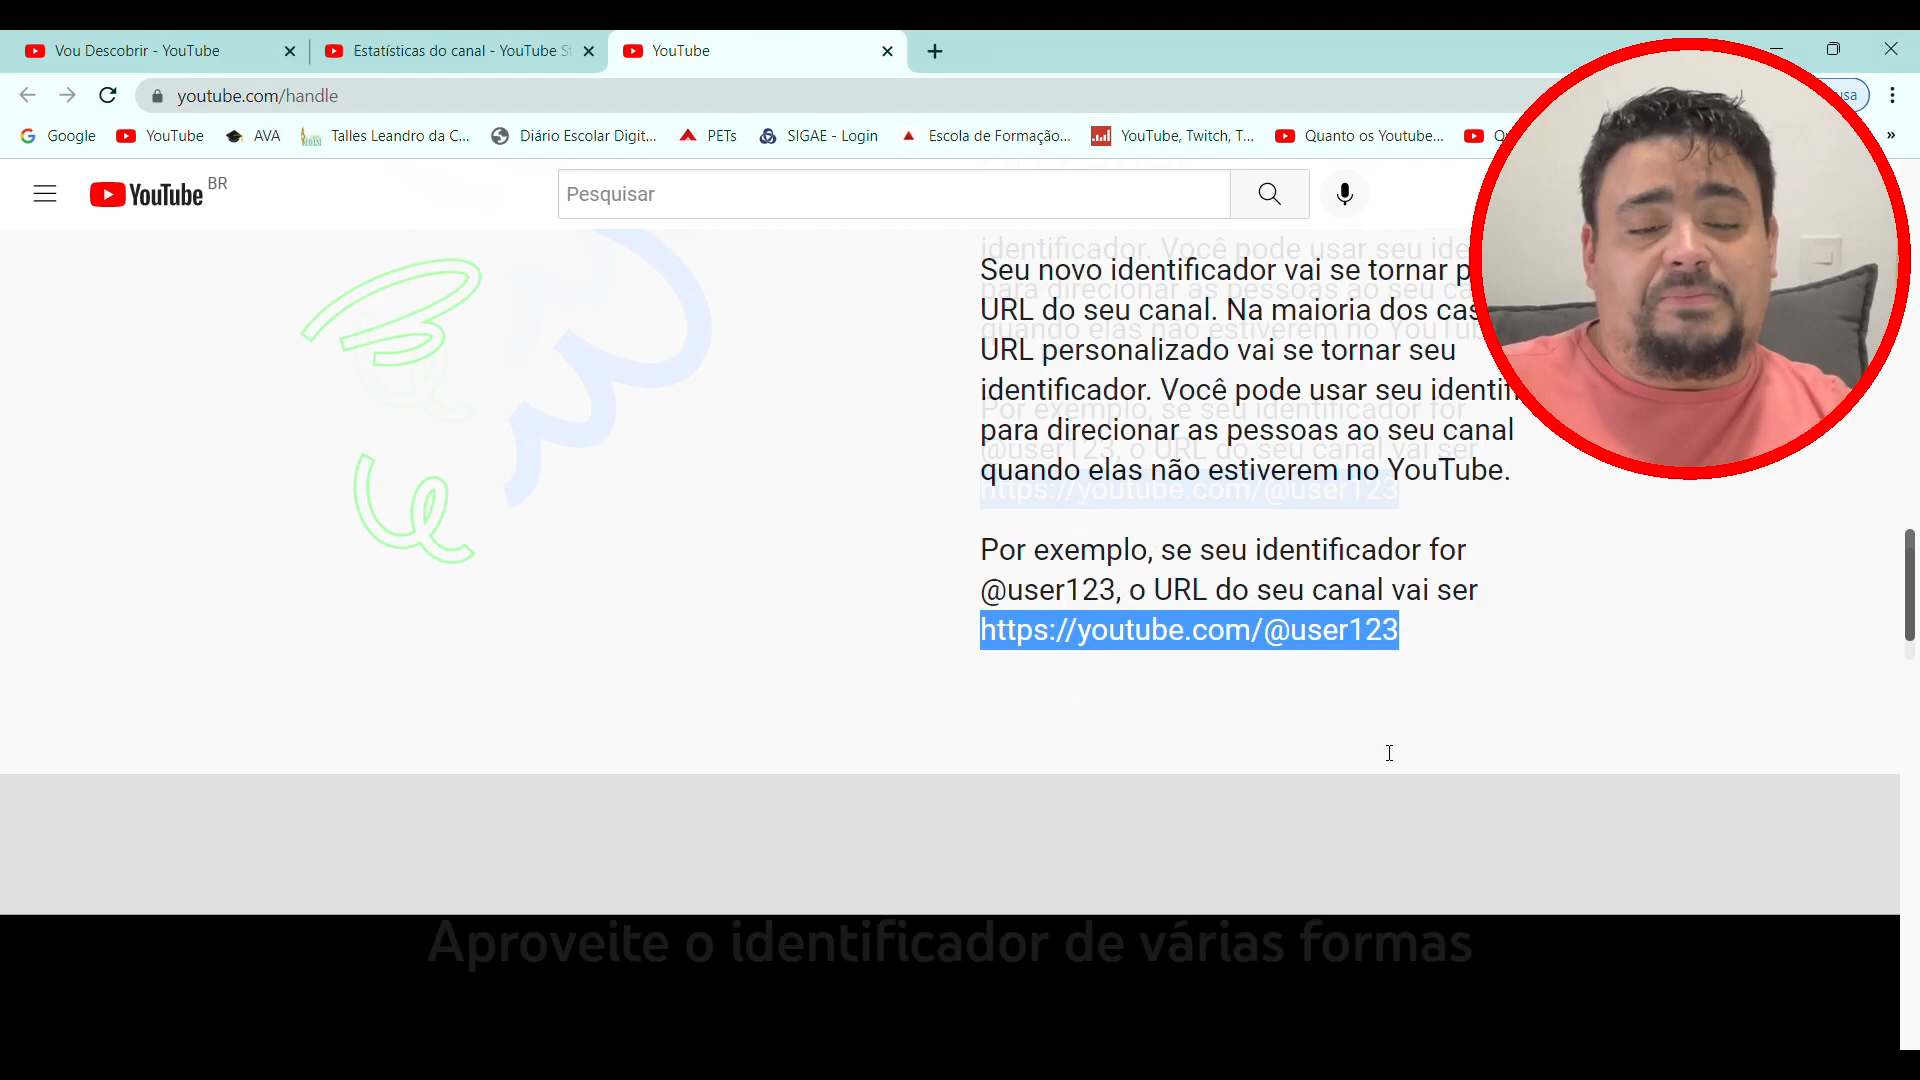 Vou Descobrir - YouTube
Estatísticas do canal - YouTube S
YouTube
youtube.com/handle
usa
Google
YouTube
AVA
Talles Leandro da C...
Diário Escolar Digit...
PETs
SIGAE - Login
Escola de Formação...
YouTube, Twitch, T...
Quanto os Youtube...
YouTube BR
Pesquisar
Seu novo identificador vai se tornar p
URL do seu canal. Na maioria dos cas
URL personalizado vai se tornar seu
identificador. Você pode usar seu identifi
para direcionar as pessoas ao seu canal
quando elas não estiverem no YouTube.
Por exemplo, se seu identificador for
@user123, o URL do seu canal vai ser
https://youtube.com/@user123
Aproveite o identificador de várias formas